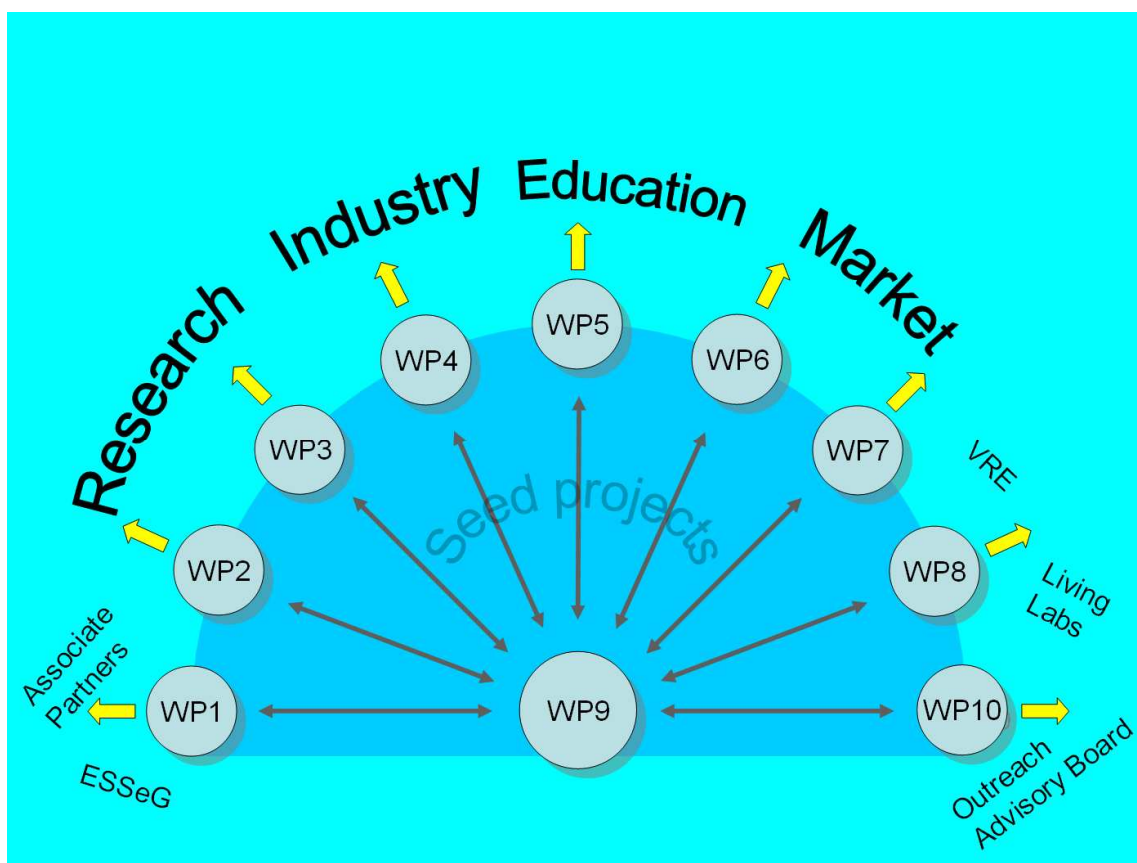 Research
Industry
Education
Market
WP5
WP4
WP6
WP3
WP7
VRE
Seed projects
WP2
WP8
Living
Labs
Associate
Partners
WP1
WP9
WP10
ESSeG
Outreach
Advisory Board